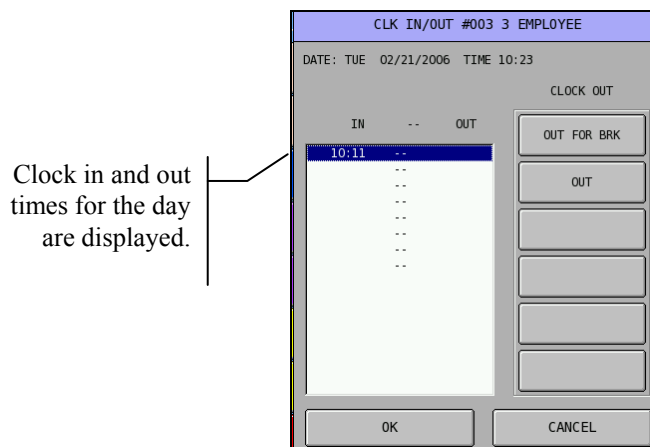 CLK IN/OUT #003 3 EMPLOYEE
DATE: TUE 02/21/2006 TIME 10:23
CLOCK OUT
IN -- OUT
OUT FOR BRK
10:11 --
--
OUT
--
--
--
--
--
--
OK CANCEL
Clock in and out
times for the day
are displayed.